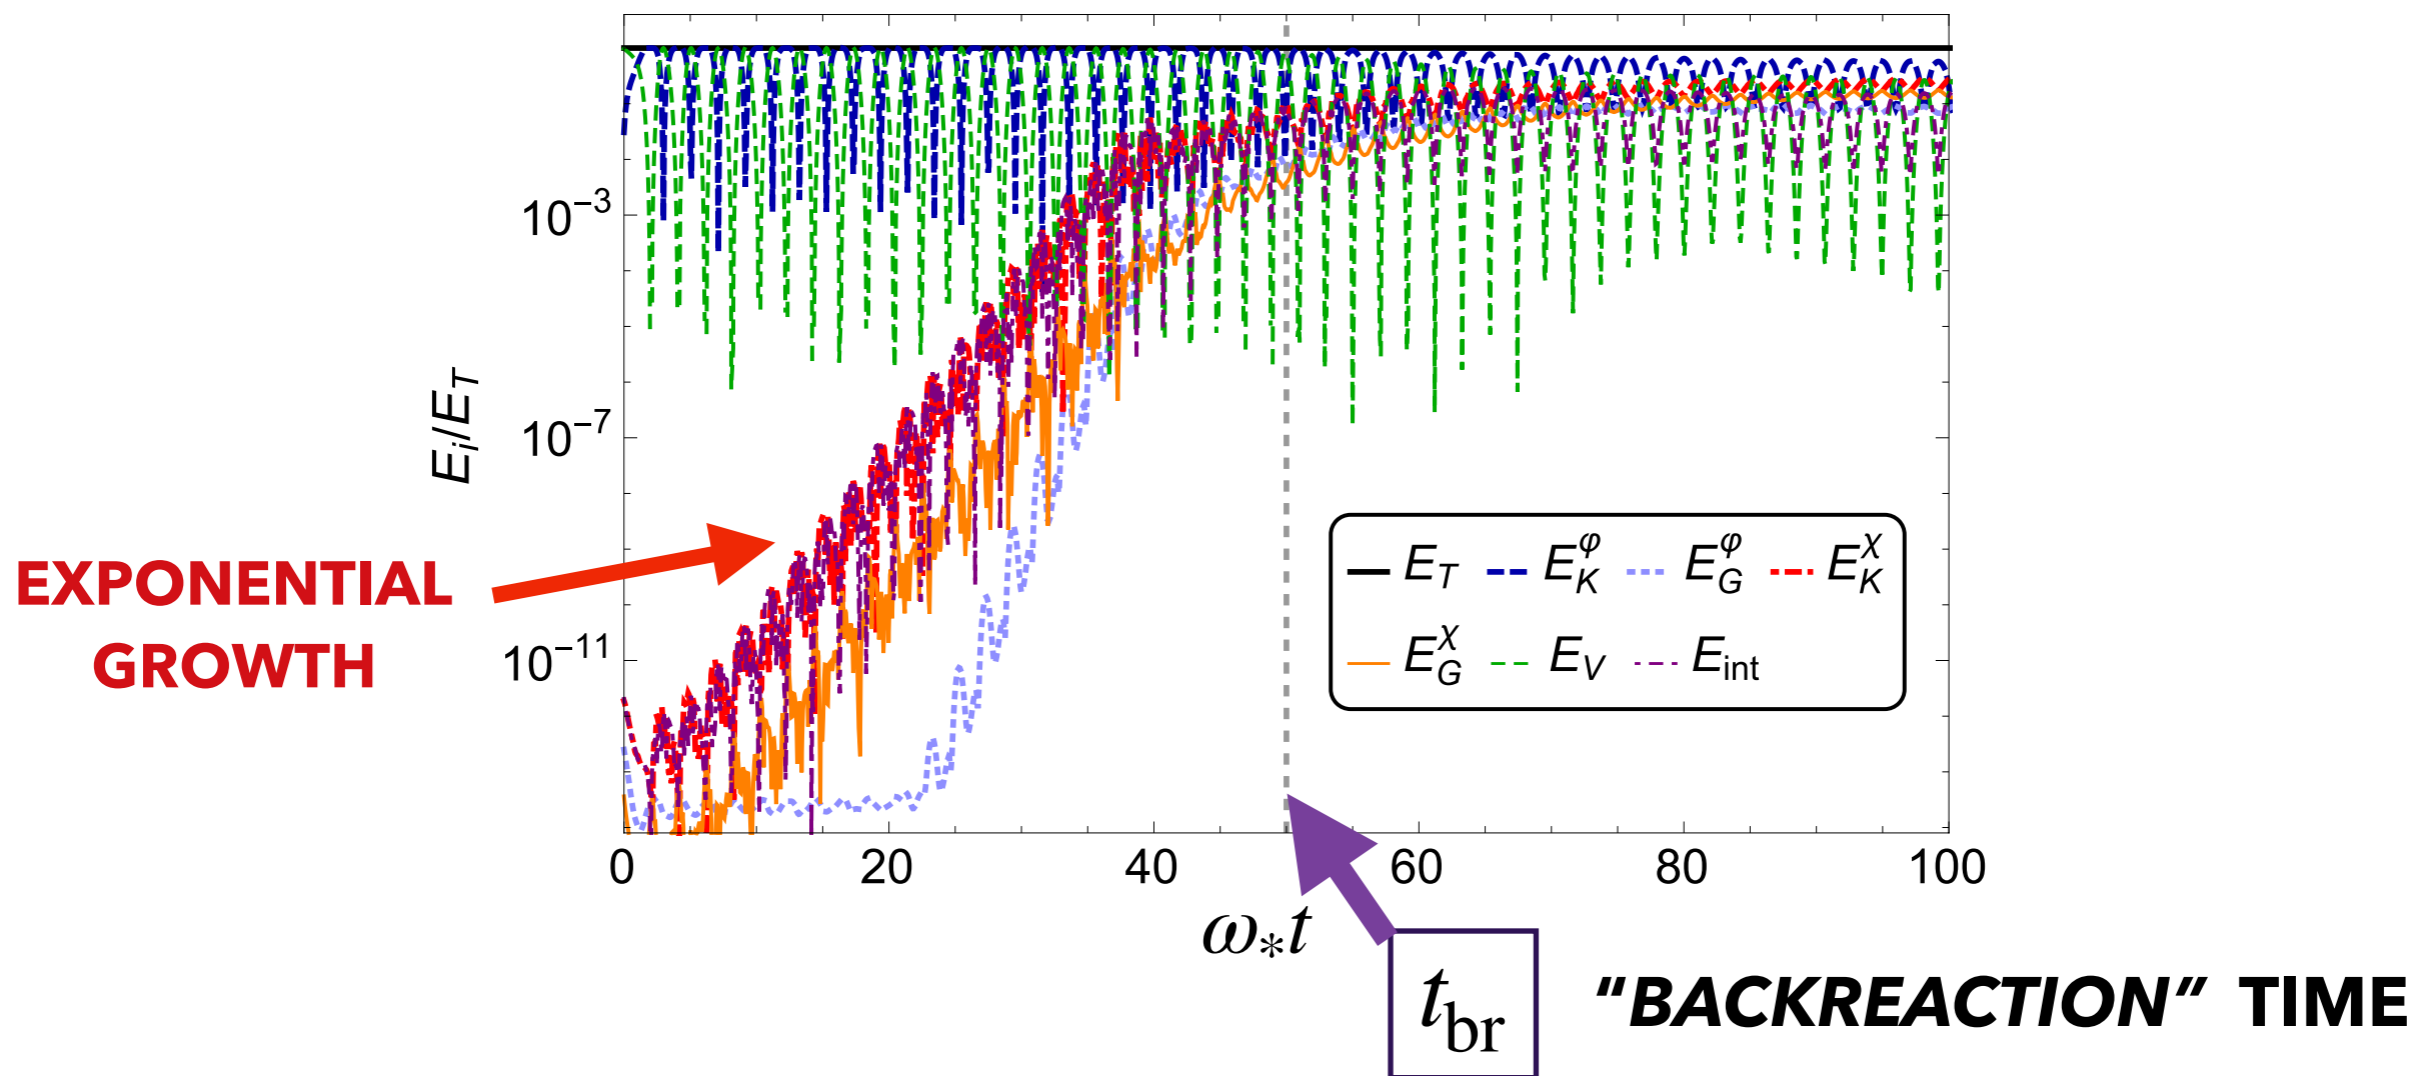 10⁻³
10⁻⁷
10⁻¹¹
Eᵢ/E_T
EXPONENTIAL
GROWTH
E_T E_K^φ E_G^φ E_K^χ
E_G^χ E_V E_int
0 20 40 60 80 100
ω_*t
t_br
“BACKREACTION” TIME